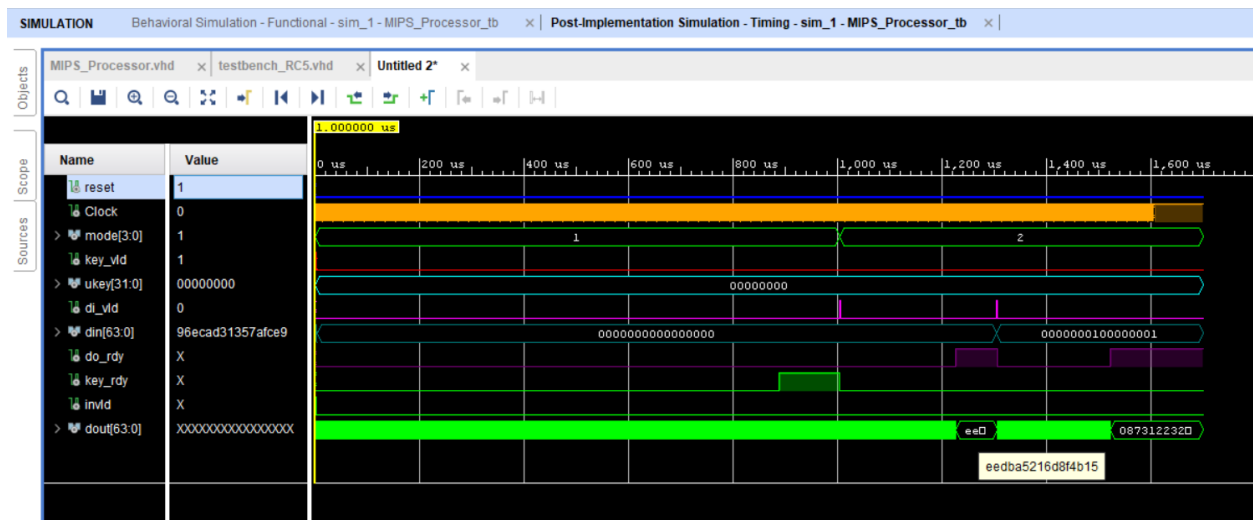 SIMULATION Behavioral Simulation - Functional - sim_1 - MIPS_Processor_tb × Post-Implementation Simulation - Timing - sim_1 - MIPS_Processor_tb ×
Objects
Scope
Sources
MIPS_Processor.vhd × testbench_RC5.vhd × Untitled 2* ×
1.000000 us
Name Value 0 us 200 us 400 us 600 us 800 us 1,000 us 1,200 us 1,400 us 1,600 us
reset 1
Clock 0
mode[3:0] 1 1 2
key_vld 1
ukey[31:0] 00000000 00000000
di_vld 0
din[63:0] 96ecad31357afce9 0000000000000000 0000000100000001
do_rdy X
key_rdy X
invld X
dout[63:0] XXXXXXXXXXXXXXXX ee 087312232
eedba5216d8f4b15